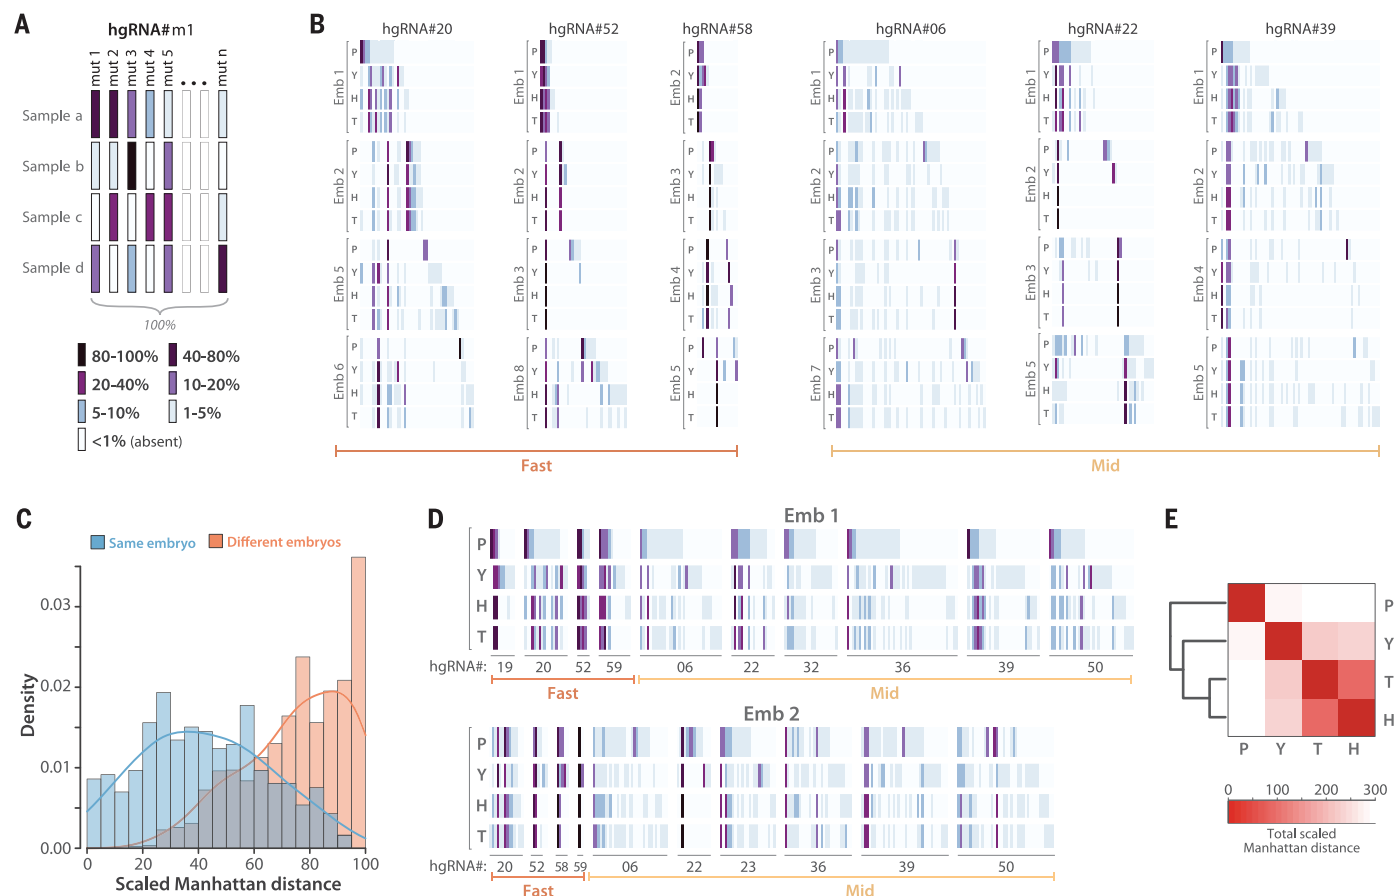 A
hgRNA#m1
mut 1
mut 2
mut 3
mut 4
mut 5
• • •
mut n
Sample a
Sample b
Sample c
Sample d
100%
80-100%
40-80%
20-40%
10-20%
5-10%
1-5%
<1% (absent)
B
hgRNA#20
hgRNA#52
hgRNA#58
hgRNA#06
hgRNA#22
hgRNA#39
Emb 1
P
Y
H
T
Emb 2
P
Y
H
T
Emb 5
P
Y
H
T
Emb 6
P
Y
H
T
Emb 1
P
Y
H
T
Emb 2
P
Y
H
T
Emb 3
P
Y
H
T
Emb 8
P
Y
H
T
Emb 2
P
Y
H
T
Emb 3
P
Y
H
T
Emb 4
P
Y
H
T
Emb 5
P
Y
H
T
Emb 1
P
Y
H
T
Emb 2
P
Y
H
T
Emb 3
P
Y
H
T
Emb 7
P
Y
H
T
Emb 1
P
Y
H
T
Emb 2
P
Y
H
T
Emb 3
P
Y
H
T
Emb 5
P
Y
H
T
Emb 1
P
Y
H
T
Emb 2
P
Y
H
T
Emb 4
P
Y
H
T
Emb 5
P
Y
H
T
Fast
Mid
C
Same embryo
Different embryos
Density
0.03
0.02
0.01
0.00
0 20 40 60 80 100
Scaled Manhattan distance
D
Emb 1
P
Y
H
T
hgRNA#: 19 20 52 59 06 22 32 36 39 50
Fast
Mid
Emb 2
P
Y
H
T
hgRNA#: 20 52 58 59 06 22 23 36 39 50
Fast
Mid
E
P
Y
T
H
P Y T H
0 100 200 300
Total scaled
Manhattan distance